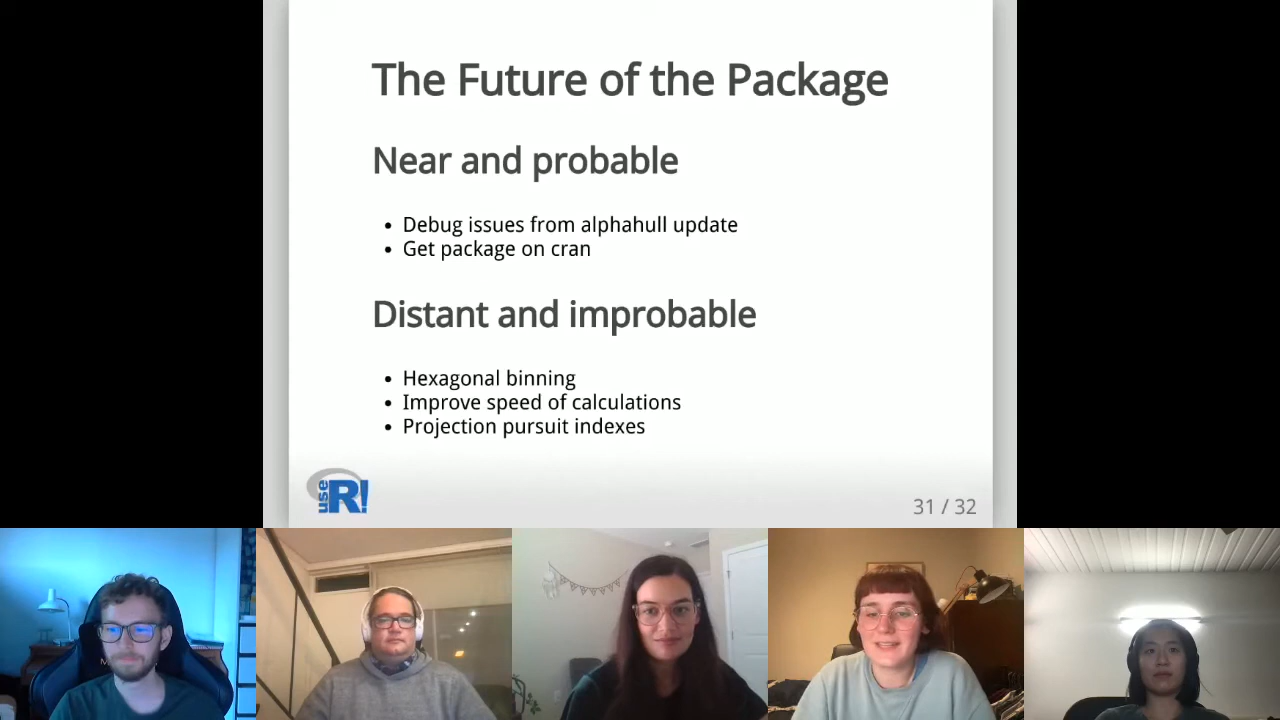 The Future of the Package
Near and probable
Debug issues from alphahull update
Get package on cran
Distant and improbable
Hexagonal binning
Improve speed of calculations
Projection pursuit indexes
use R!
31 / 32